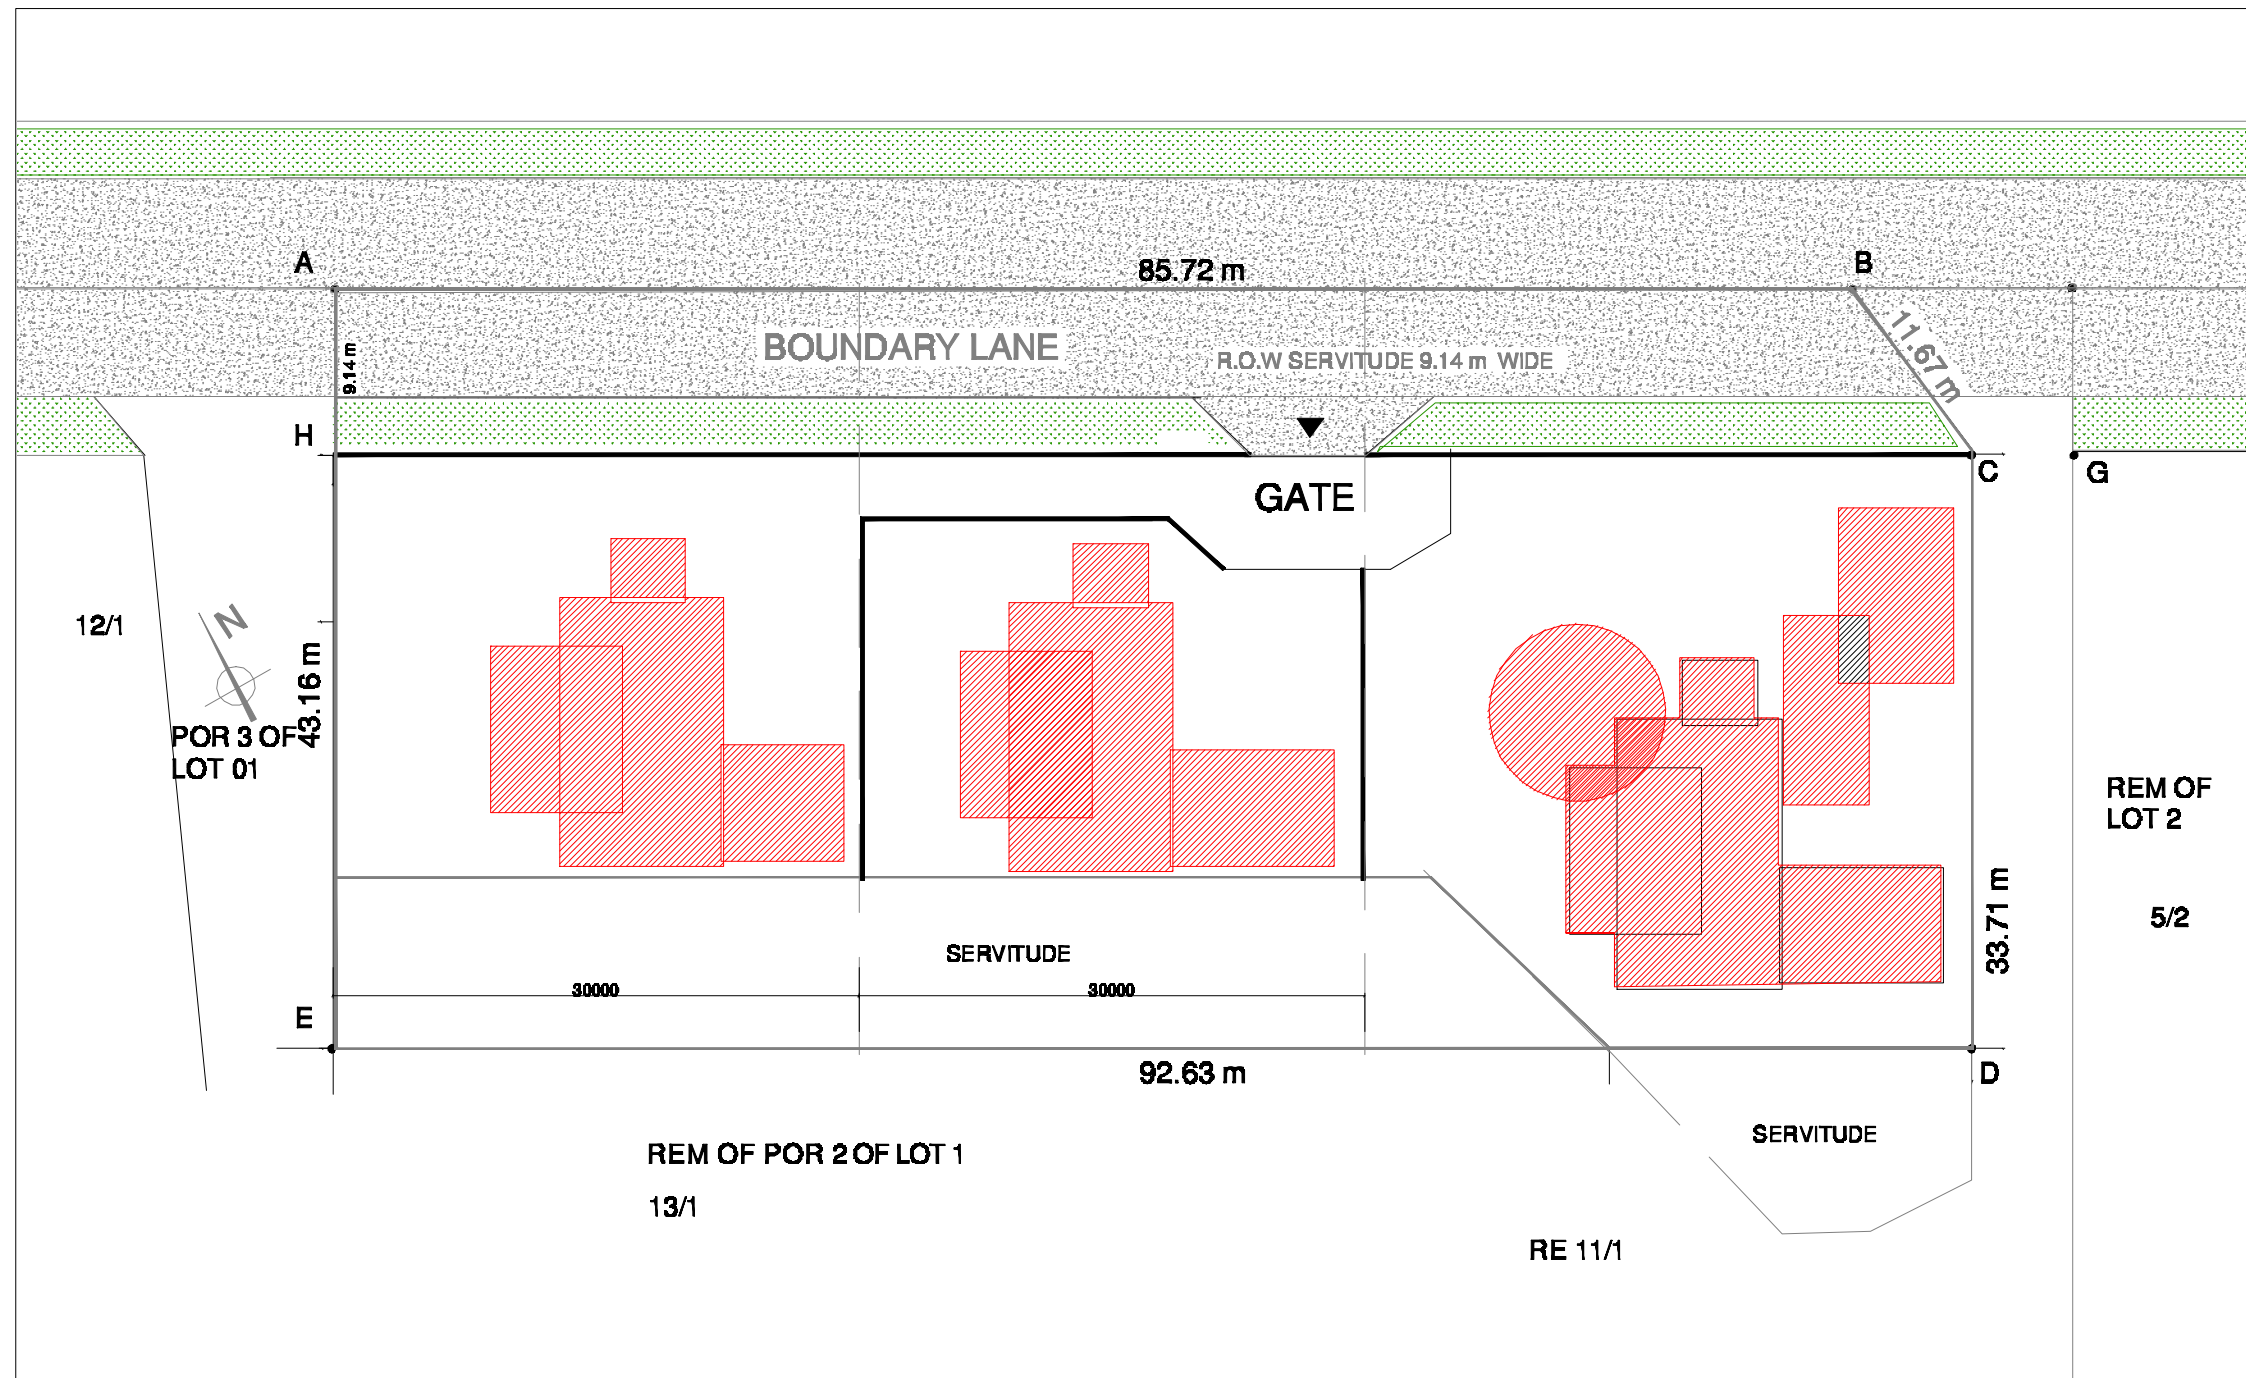 A
85.72 m
B
BOUNDARY LANE
R.O.W SERVITUDE 9.14 m WIDE
11.67 m
9.14 m
H
C
G
GATE
12/1
N
43.16 m
POR 3 OF
LOT 01
REM OF
LOT 2
33.71 m
5/2
SERVITUDE
30000
30000
E
92.63 m
D
SERVITUDE
REM OF POR 2 OF LOT 1
13/1
RE 11/1